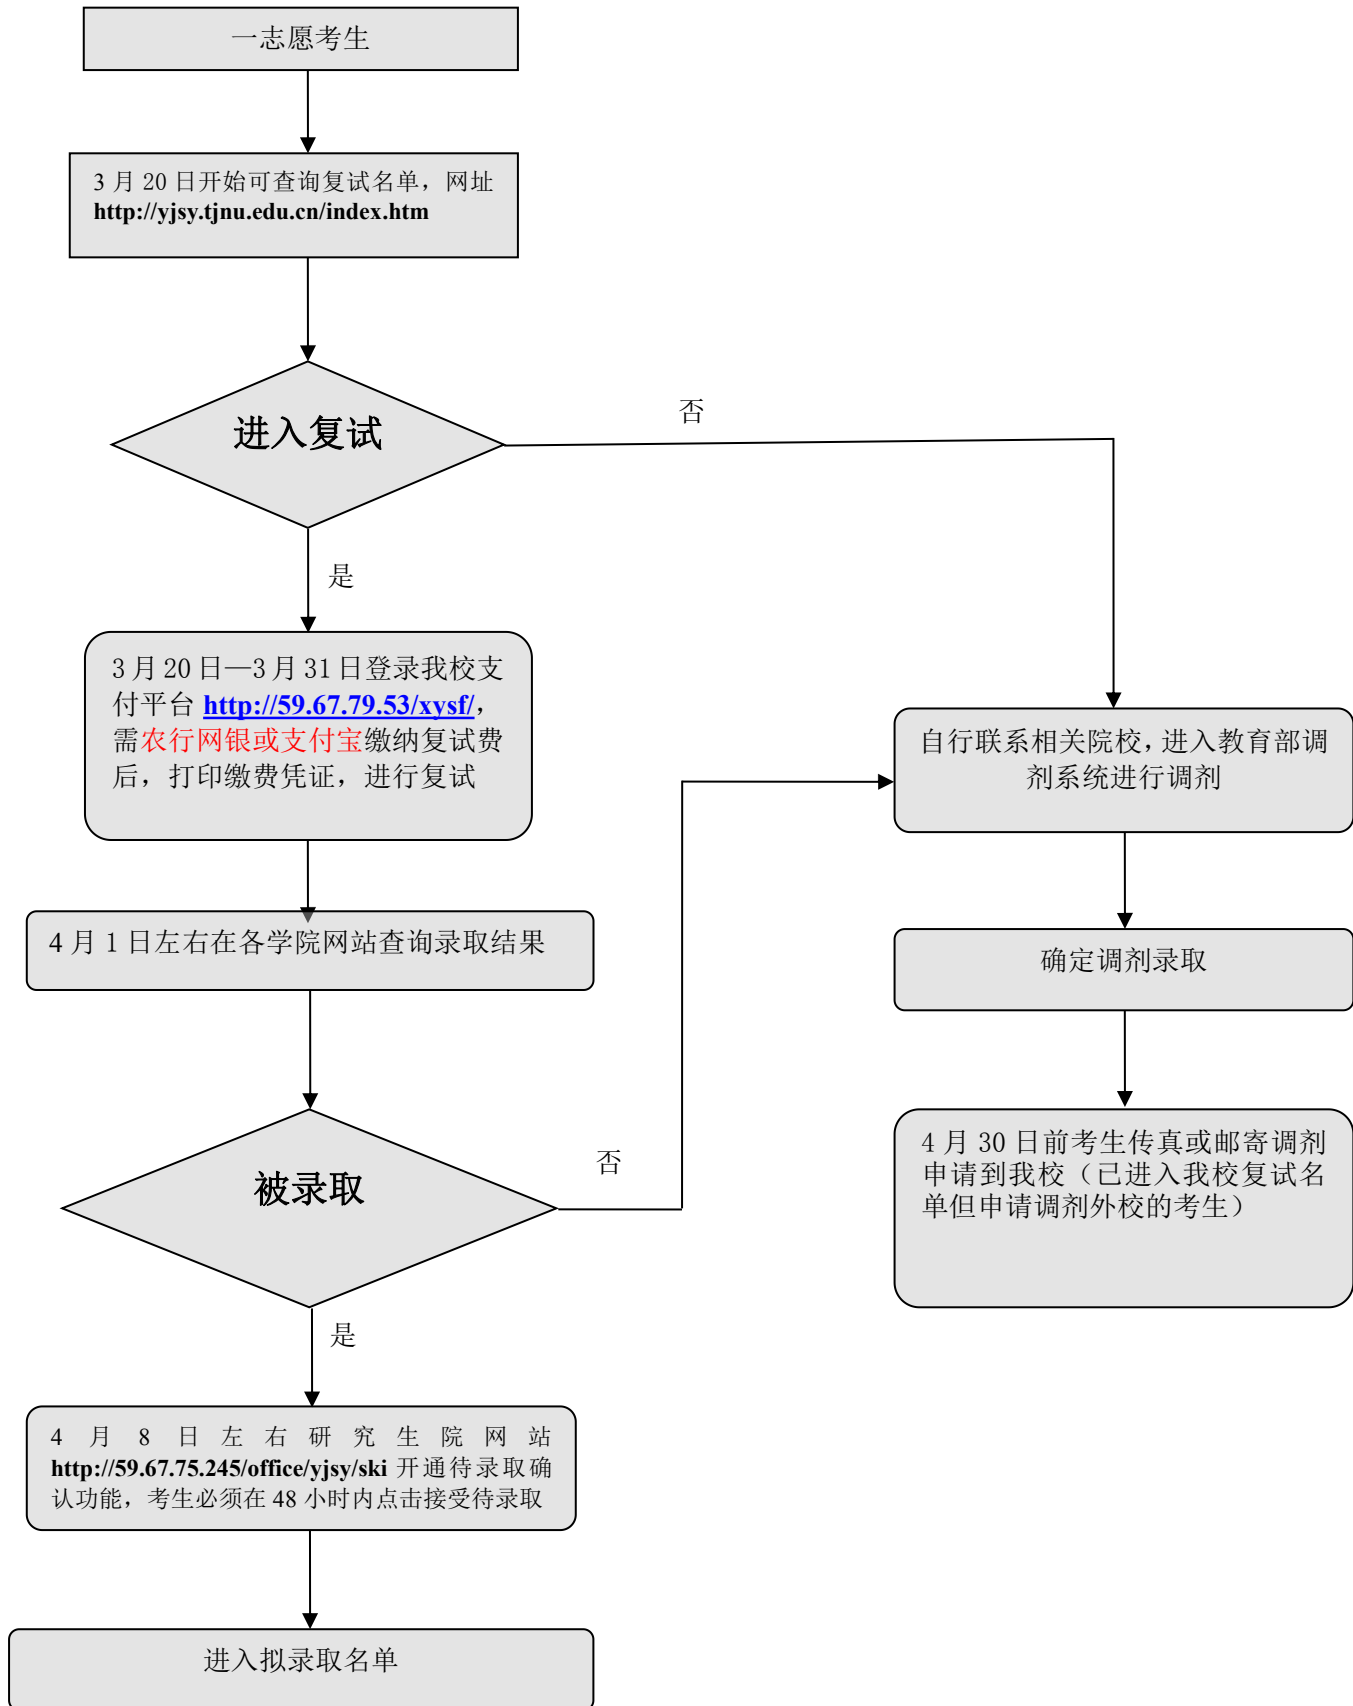 一志愿考生
3 月 20 日开始可查询复试名单，网址
http://yjsy.tjnu.edu.cn/index.htm
进入复试
否
是
3 月 20 日—3 月 31 日登录我校支
付平台 http://59.67.79.53/xysf/，
需农行网银或支付宝缴纳复试费
后，打印缴费凭证，进行复试
自行联系相关院校，进入教育部调
剂系统进行调剂
4 月 1 日左右在各学院网站查询录取结果
确定调剂录取
被录取
否
4 月 30 日前考生传真或邮寄调剂
申请到我校（已进入我校复试名
单但申请调剂外校的考生）
是
4 月 8 日左右研究生院网站
http://59.67.75.245/office/yjsy/ski 开通待录取确
认功能，考生必须在 48 小时内点击接受待录取
进入拟录取名单